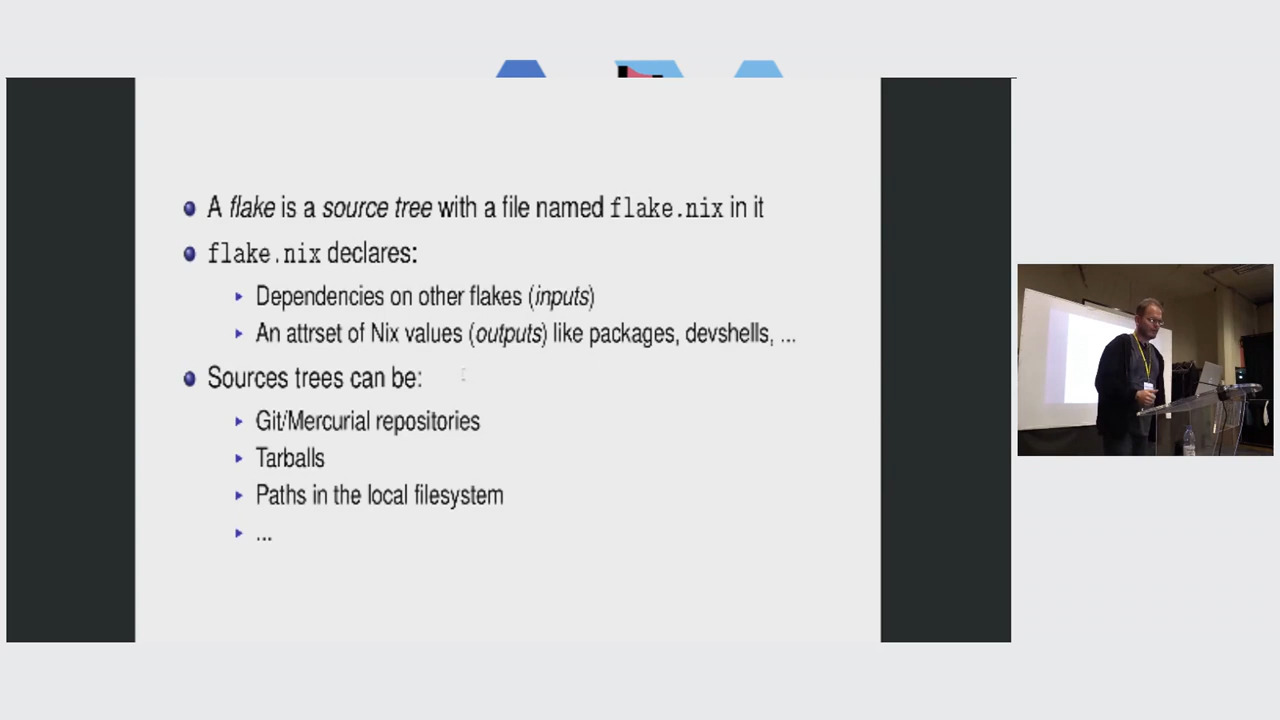 A flake is a source tree with a file named flake.nix in it
flake.nix declares:
Dependencies on other flakes (inputs)
An attrset of Nix values (outputs) like packages, devshells, ...
Sources trees can be:
Git/Mercurial repositories
Tarballs
Paths in the local filesystem
...